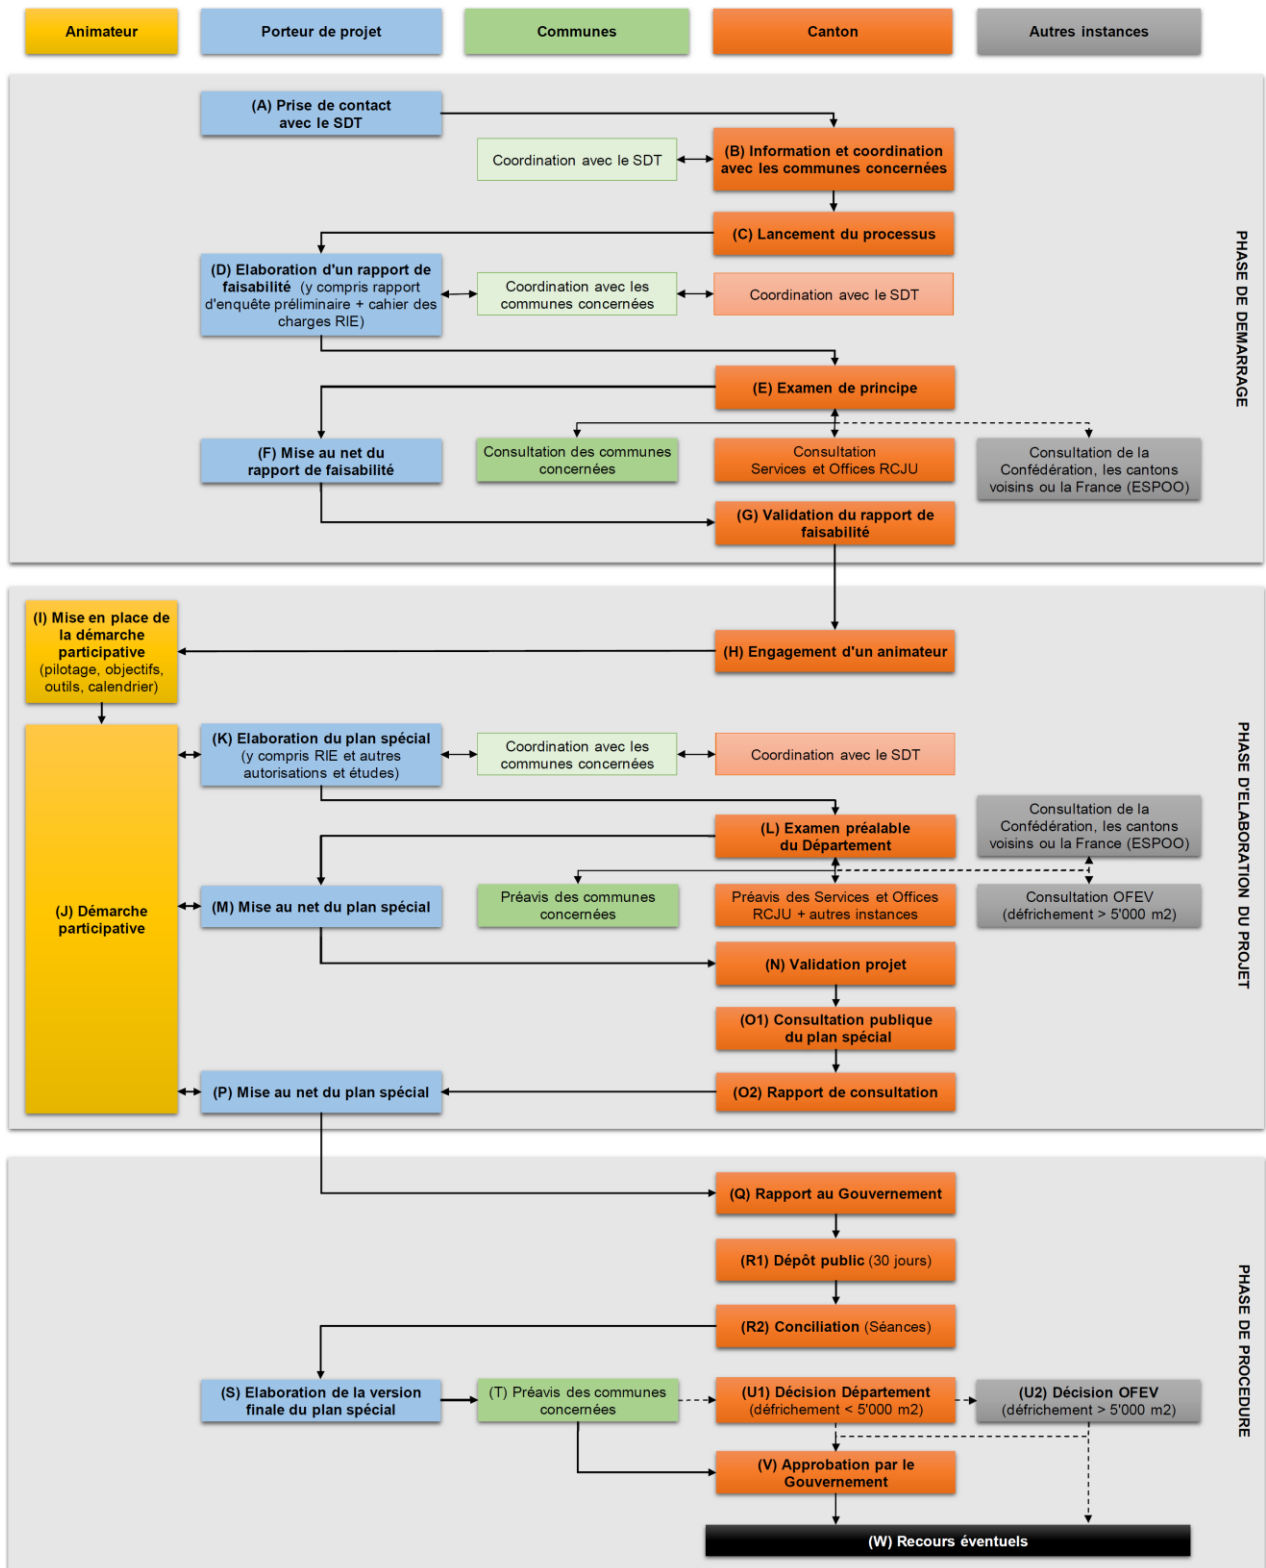 Animateur
Porteur de projet
Communes
Canton
Autres instances
PHASE DE DEMARRAGE
(A) Prise de contact
avec le SDT
Coordination avec le SDT
(B) Information et coordination
avec les communes concernées
(C) Lancement du processus
(D) Elaboration d'un rapport de
faisabilité (y compris rapport
d'enquête préliminaire + cahier des
charges RIE)
Coordination avec les
communes concernées
Coordination avec le SDT
(E) Examen de principe
(F) Mise au net du
rapport de faisabilité
Consultation des communes
concernées
Consultation
Services et Offices RCJU
Consultation de la
Confédération, les cantons
voisins ou la France (ESPOO)
(G) Validation du rapport de
faisabilité
PHASE D'ELABORATION DU PROJET
(I) Mise en place de
la démarche
participative
(pilotage, objectifs,
outils, calendrier)
(H) Engagement d'un animateur
(J) Démarche
participative
(K) Elaboration du plan spécial
(y compris RIE et autres
autorisations et études)
Coordination avec les
communes concernées
Coordination avec le SDT
(L) Examen préalable
du Département
Consultation de la
Confédération, les cantons
voisins ou la France (ESPOO)
(M) Mise au net du plan spécial
Préavis des communes
concernées
Préavis des Services et Offices
RCJU + autres instances
Consultation OFEV
(défrichement > 5'000 m2)
(N) Validation projet
(O1) Consultation publique
du plan spécial
(P) Mise au net du plan spécial
(O2) Rapport de consultation
PHASE DE PROCEDURE
(Q) Rapport au Gouvernement
(R1) Dépôt public (30 jours)
(R2) Conciliation (Séances)
(S) Elaboration de la version
finale du plan spécial
(T) Préavis des communes
concernées
(U1) Décision Département
(défrichement < 5'000 m2)
(U2) Décision OFEV
(défrichement > 5'000 m2)
(V) Approbation par le
Gouvernement
(W) Recours éventuels